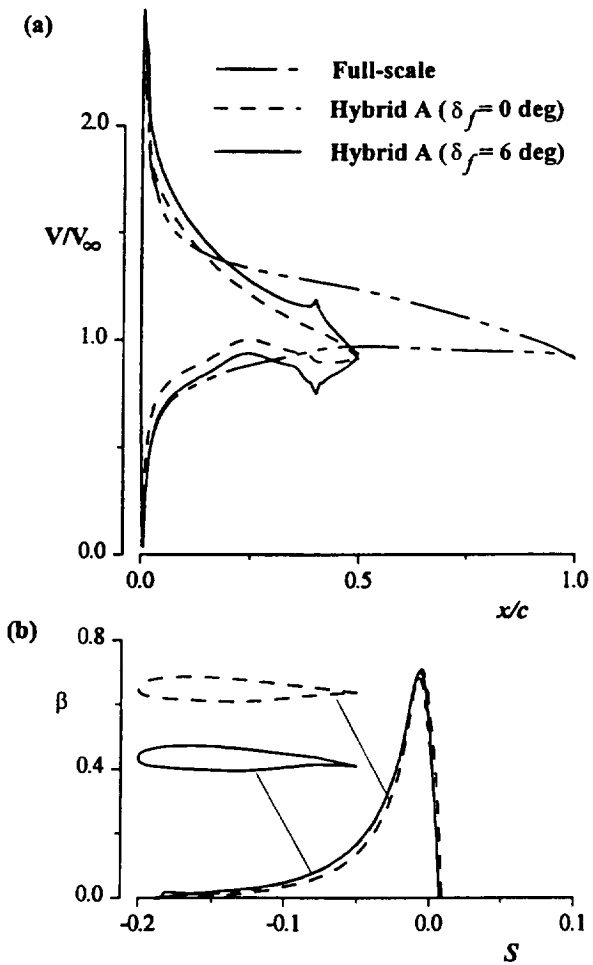 (a)
Full-scale
Hybrid A (δf = 0 deg)
Hybrid A (δf = 6 deg)
2.0
V/V∞
1.0
0.0
0.0
0.5
1.0
x/c
(b)
0.8
β
0.4
0.0
-0.2
-0.1
0.0
0.1
S